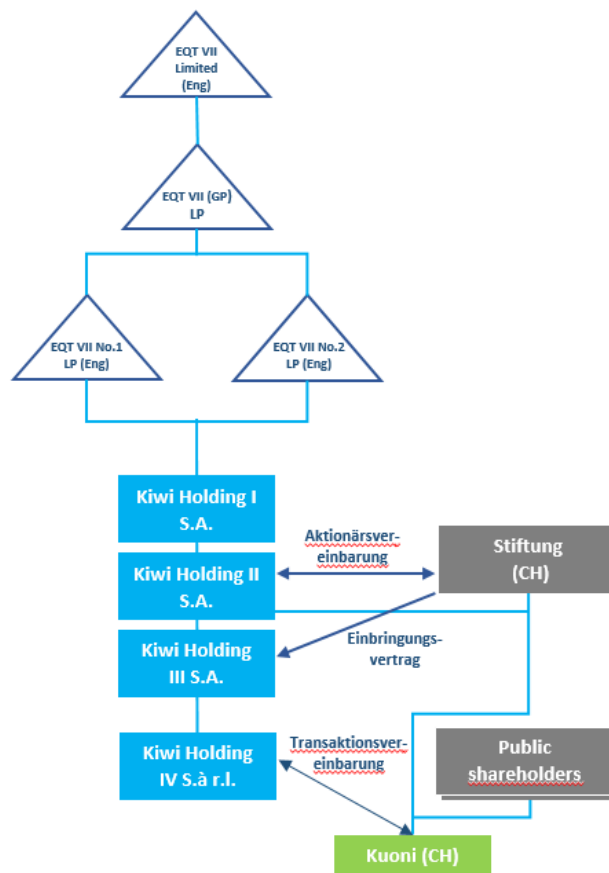 EQT VII
Limited
(Eng)
EQT VII (GP)
LP
EQT VII No.1
LP (Eng)
EQT VII No.2
LP (Eng)
Kiwi Holding I
S.A.
Aktionärsver-
einbarung
Stiftung
(CH)
Kiwi Holding II
S.A.
Kiwi Holding
III S.A.
Einbringungs-
vertrag
Kiwi Holding
IV S.à r.l.
Transaktionsver-
einbarung
Public
shareholders
Kuoni (CH)